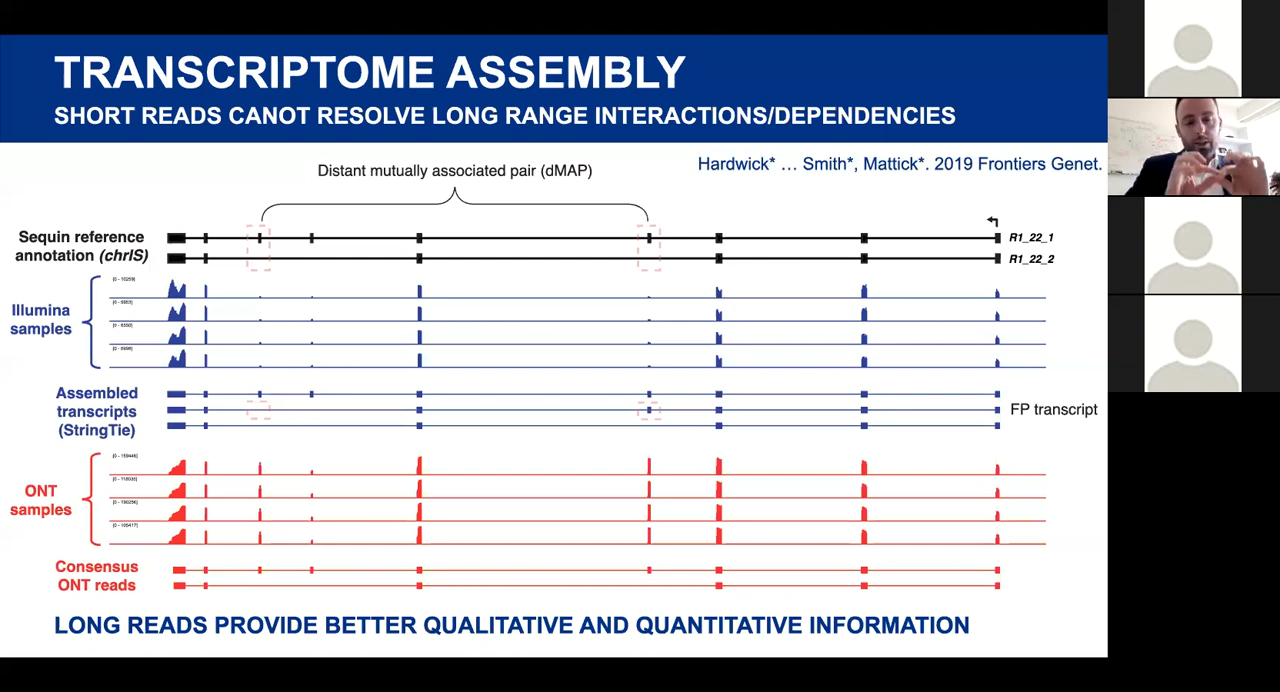 TRANSCRIPTOME ASSEMBLY
SHORT READS CANOT RESOLVE LONG RANGE INTERACTIONS/DEPENDENCIES
Hardwick* … Smith*, Mattick*. 2019 Frontiers Genet.
Distant mutually associated pair (dMAP)
Sequin reference
annotation (chrIS)
R1_22_1
R1_22_2
Illumina
samples
Assembled
transcripts
(StringTie)
FP transcript
ONT
samples
Consensus
ONT reads
LONG READS PROVIDE BETTER QUALITATIVE AND QUANTITATIVE INFORMATION